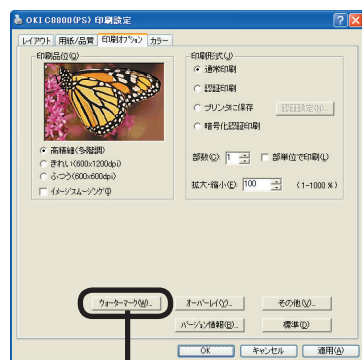 OKI C8800(PS) 印刷設定
レイアウト 用紙/品質 印刷オプション カラー
印刷品位(Q)
高精細(多階調)
きれい(600x1200dpi)
ふつう(600x600dpi)
イメージスムージング(I)
印刷形式(J)
通常印刷
認証印刷
プリンタに保存 認証設定(N)...
暗号化認証印刷
部数(C) 1 部単位で印刷(L)
拡大・縮小(E) 100 (1-1000 %)
ウォーターマーク(W)... オーバーレイ(Y)... その他(V)...
バージョン情報(B)... 標準(D)
OK キャンセル 適用(A)